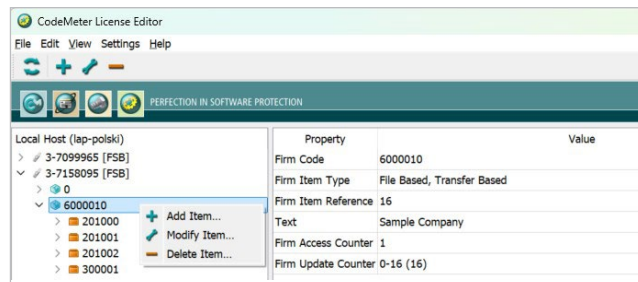 CodeMeter License Editor
File Edit View Settings Help
PERFECTION IN SOFTWARE PROTECTION
Local Host (lap-polski)
3-7099965 [FSB]
3-7158095 [FSB]
0
6000010
201000
201001
201002
300001
Add Item...
Modify Item...
Delete Item...
Property Value
Firm Code 6000010
Firm Item Type File Based, Transfer Based
Firm Item Reference 16
Text Sample Company
Firm Access Counter 1
Firm Update Counter 0-16 (16)